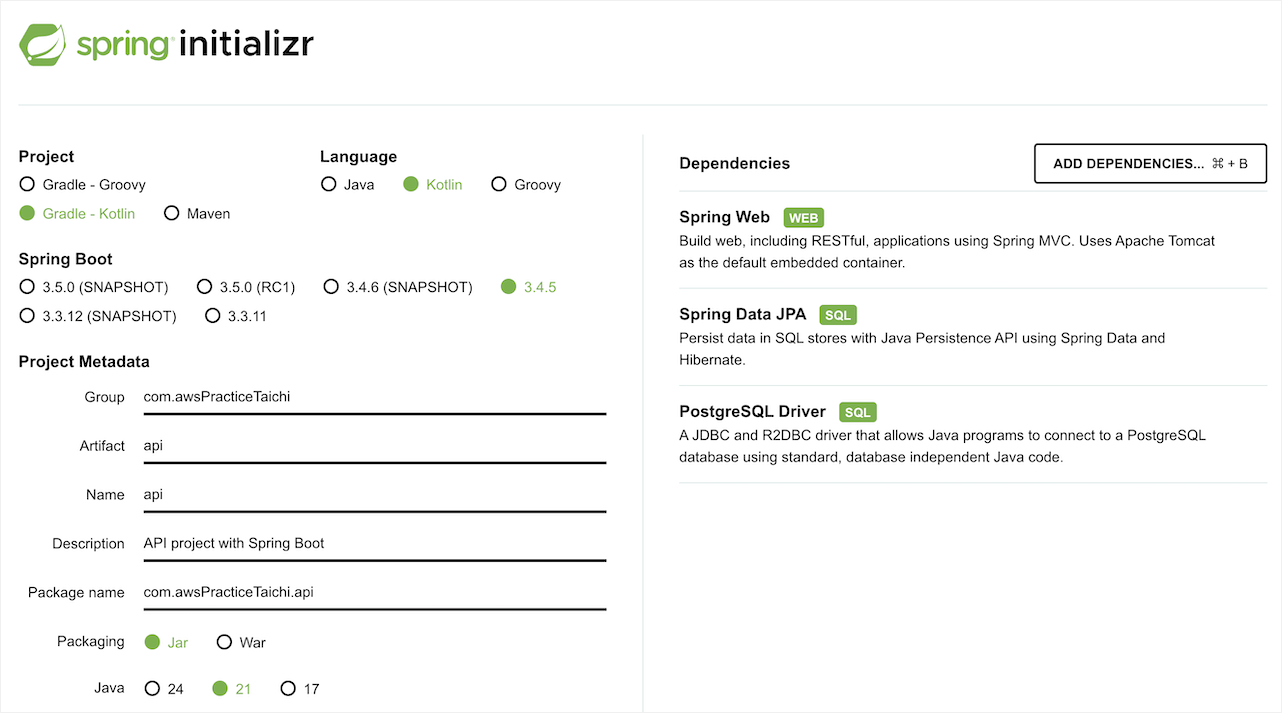 spring initializr
Project
Gradle - Groovy
Gradle - Kotlin Maven
Language
Java Kotlin Groovy
Spring Boot
3.5.0 (SNAPSHOT) 3.5.0 (RC1) 3.4.6 (SNAPSHOT) 3.4.5
3.3.12 (SNAPSHOT) 3.3.11
Project Metadata
Group com.awsPracticeTaichi
Artifact api
Name api
Description API project with Spring Boot
Package name com.awsPracticeTaichi.api
Packaging Jar War
Java 24 21 17
Dependencies ADD DEPENDENCIES... ⌘ + B
Spring Web WEB
Build web, including RESTful, applications using Spring MVC. Uses Apache Tomcat
as the default embedded container.
Spring Data JPA SQL
Persist data in SQL stores with Java Persistence API using Spring Data and
Hibernate.
PostgreSQL Driver SQL
A JDBC and R2DBC driver that allows Java programs to connect to a PostgreSQL
database using standard, database independent Java code.